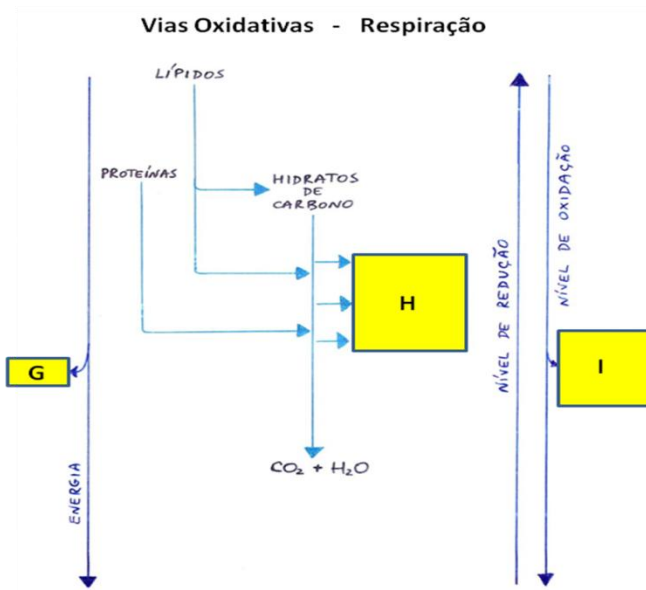 Vias Oxidativas - Respiração
LÍPIDOS
PROTEÍNAS
HIDRATOS
DE
CARBONO
H
G
I
NÍVEL DE REDUÇÃO
NÍVEL DE OXIDAÇÃO
ENERGIA
CO₂ + H₂O